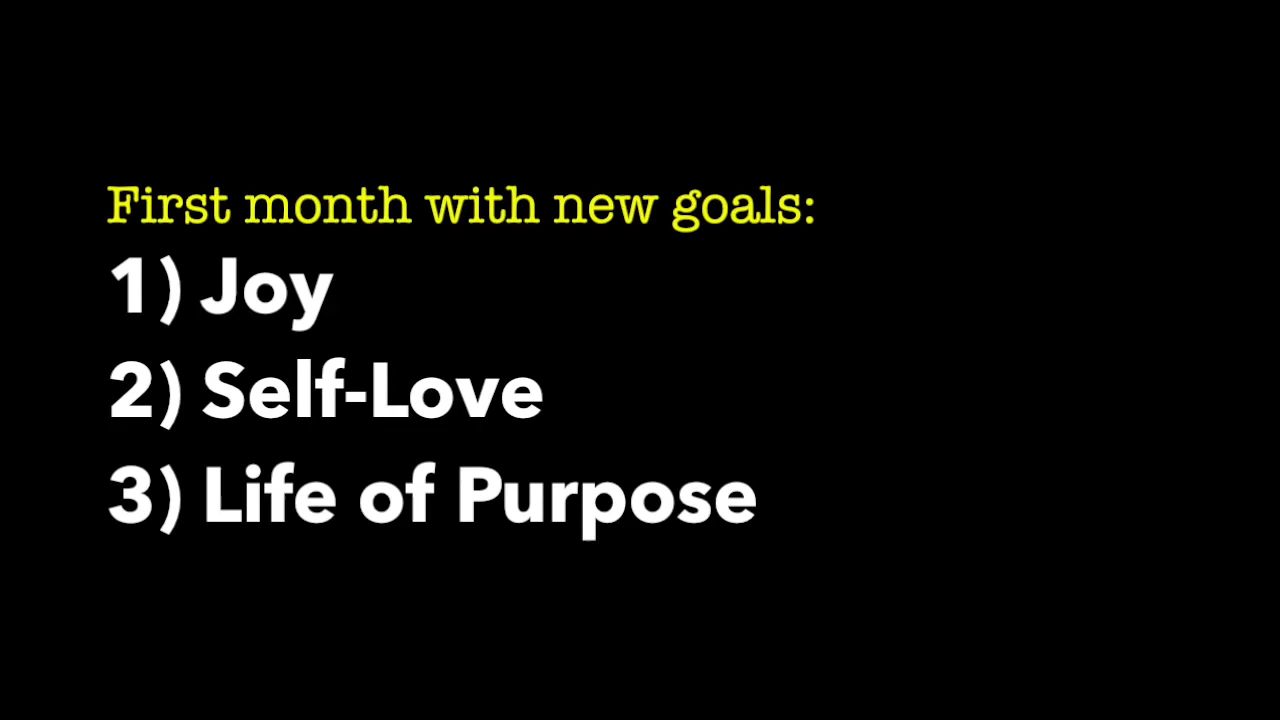 First month with new goals:
1) Joy
2) Self-Love
3) Life of Purpose